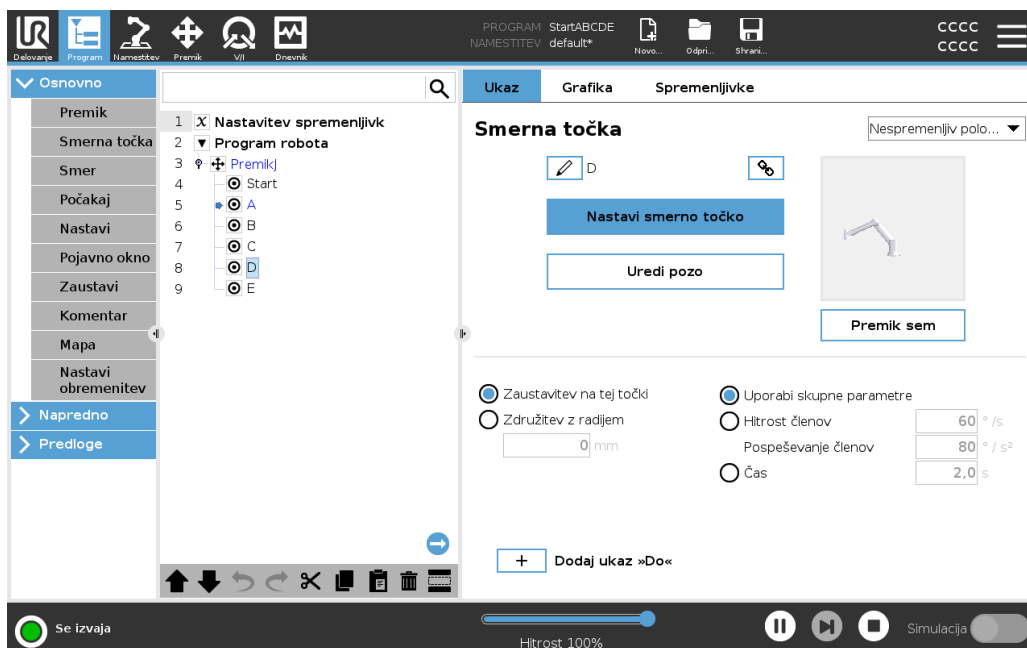 PROGRAM StartABCDE
NAMESTITEV default*
CCCC
CCCC
Delovanje Program Namestitev Premik V/I Dnevnik Novo... Odpri... Shrani...
Osnovno
Premik
Smerna točka
Smer
Počakaj
Nastavi
Pojavno okno
Zaustavi
Komentar
Mapa
Nastavi
obremenitev
Napredno
Predloge
1 X Nastavitev spremenljivk
2 Program robota
3 PremikJ
4 Start
5 A
6 B
7 C
8 D
9 E
Ukaz Grafika Spremenljivke
Smerna točka
Nespremenljiv polo...
D
Nastavi smerno točko
Uredi pozo
Premik sem
Zaustavitev na tej točki
Združitev z radijem
0 mm
Uporabi skupne parametre
Hitrost členov 60 ° /s
Pospeševanje členov 80 ° / s²
Čas 2,0 s
+ Dodaj ukaz »Do«
Se izvaja
Hitrost 100%
Simulacija